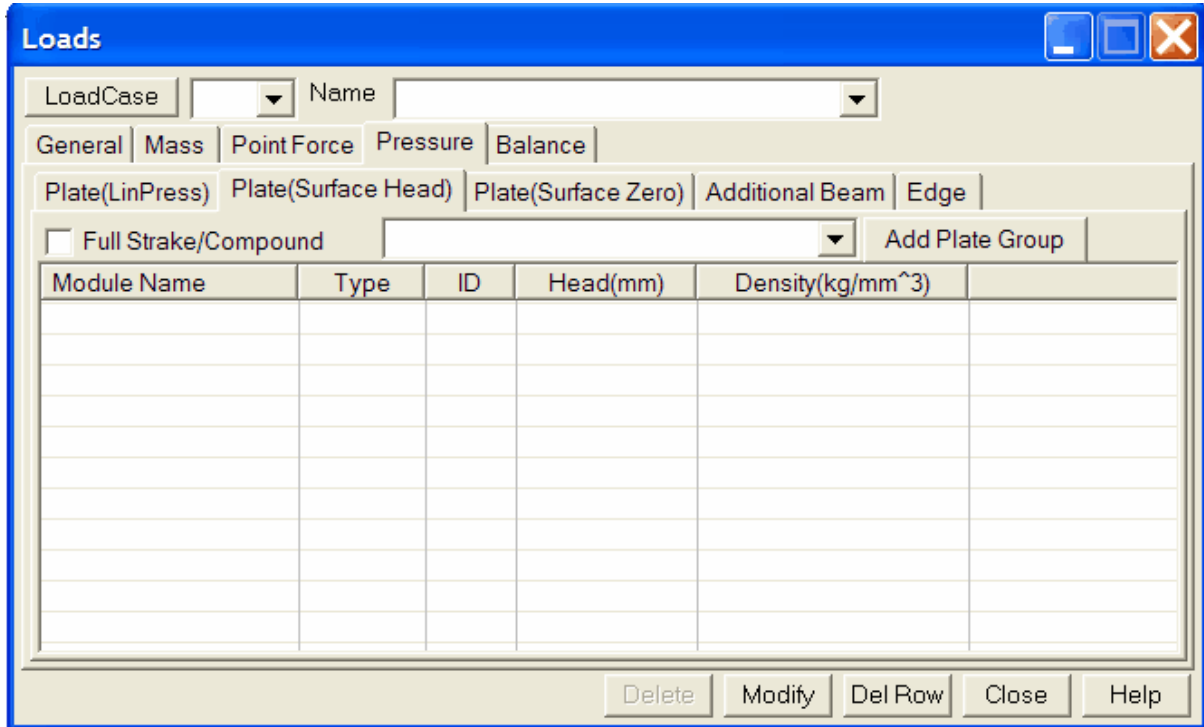 Loads
LoadCase Name
General Mass Point Force Pressure Balance
Plate(LinPress) Plate(Surface Head) Plate(Surface Zero) Additional Beam Edge
Full Strake/Compound Add Plate Group
Module Name Type ID Head(mm) Density(kg/mm^3)
Delete Modify Del Row Close Help